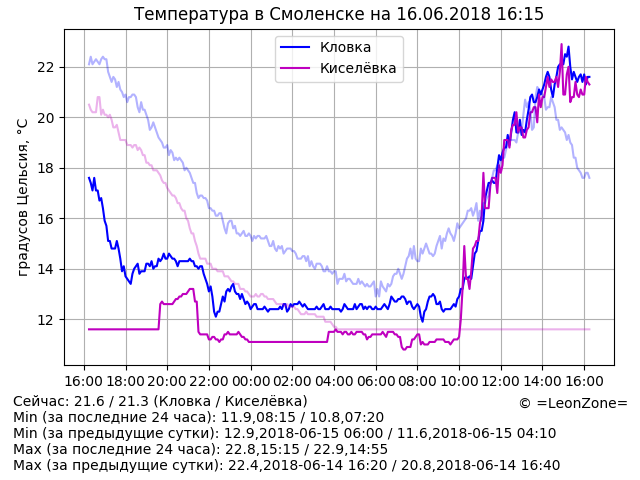 Температура в Смоленске на 16.06.2018 16:15
Кловка
Киселёвка
градусов Цельсия, °C
22
20
18
16
14
12
16:00 18:00 20:00 22:00 00:00 02:00 04:00 06:00 08:00 10:00 12:00 14:00 16:00
Сейчас: 21.6 / 21.3 (Кловка / Киселёвка)
© =LeonZone=
Min (за последние 24 часа): 11.9,08:15 / 10.8,07:20
Min (за предыдущие сутки): 12.9,2018-06-15 06:00 / 11.6,2018-06-15 04:10
Max (за последние 24 часа): 22.8,15:15 / 22.9,14:55
Max (за предыдущие сутки): 22.4,2018-06-14 16:20 / 20.8,2018-06-14 16:40